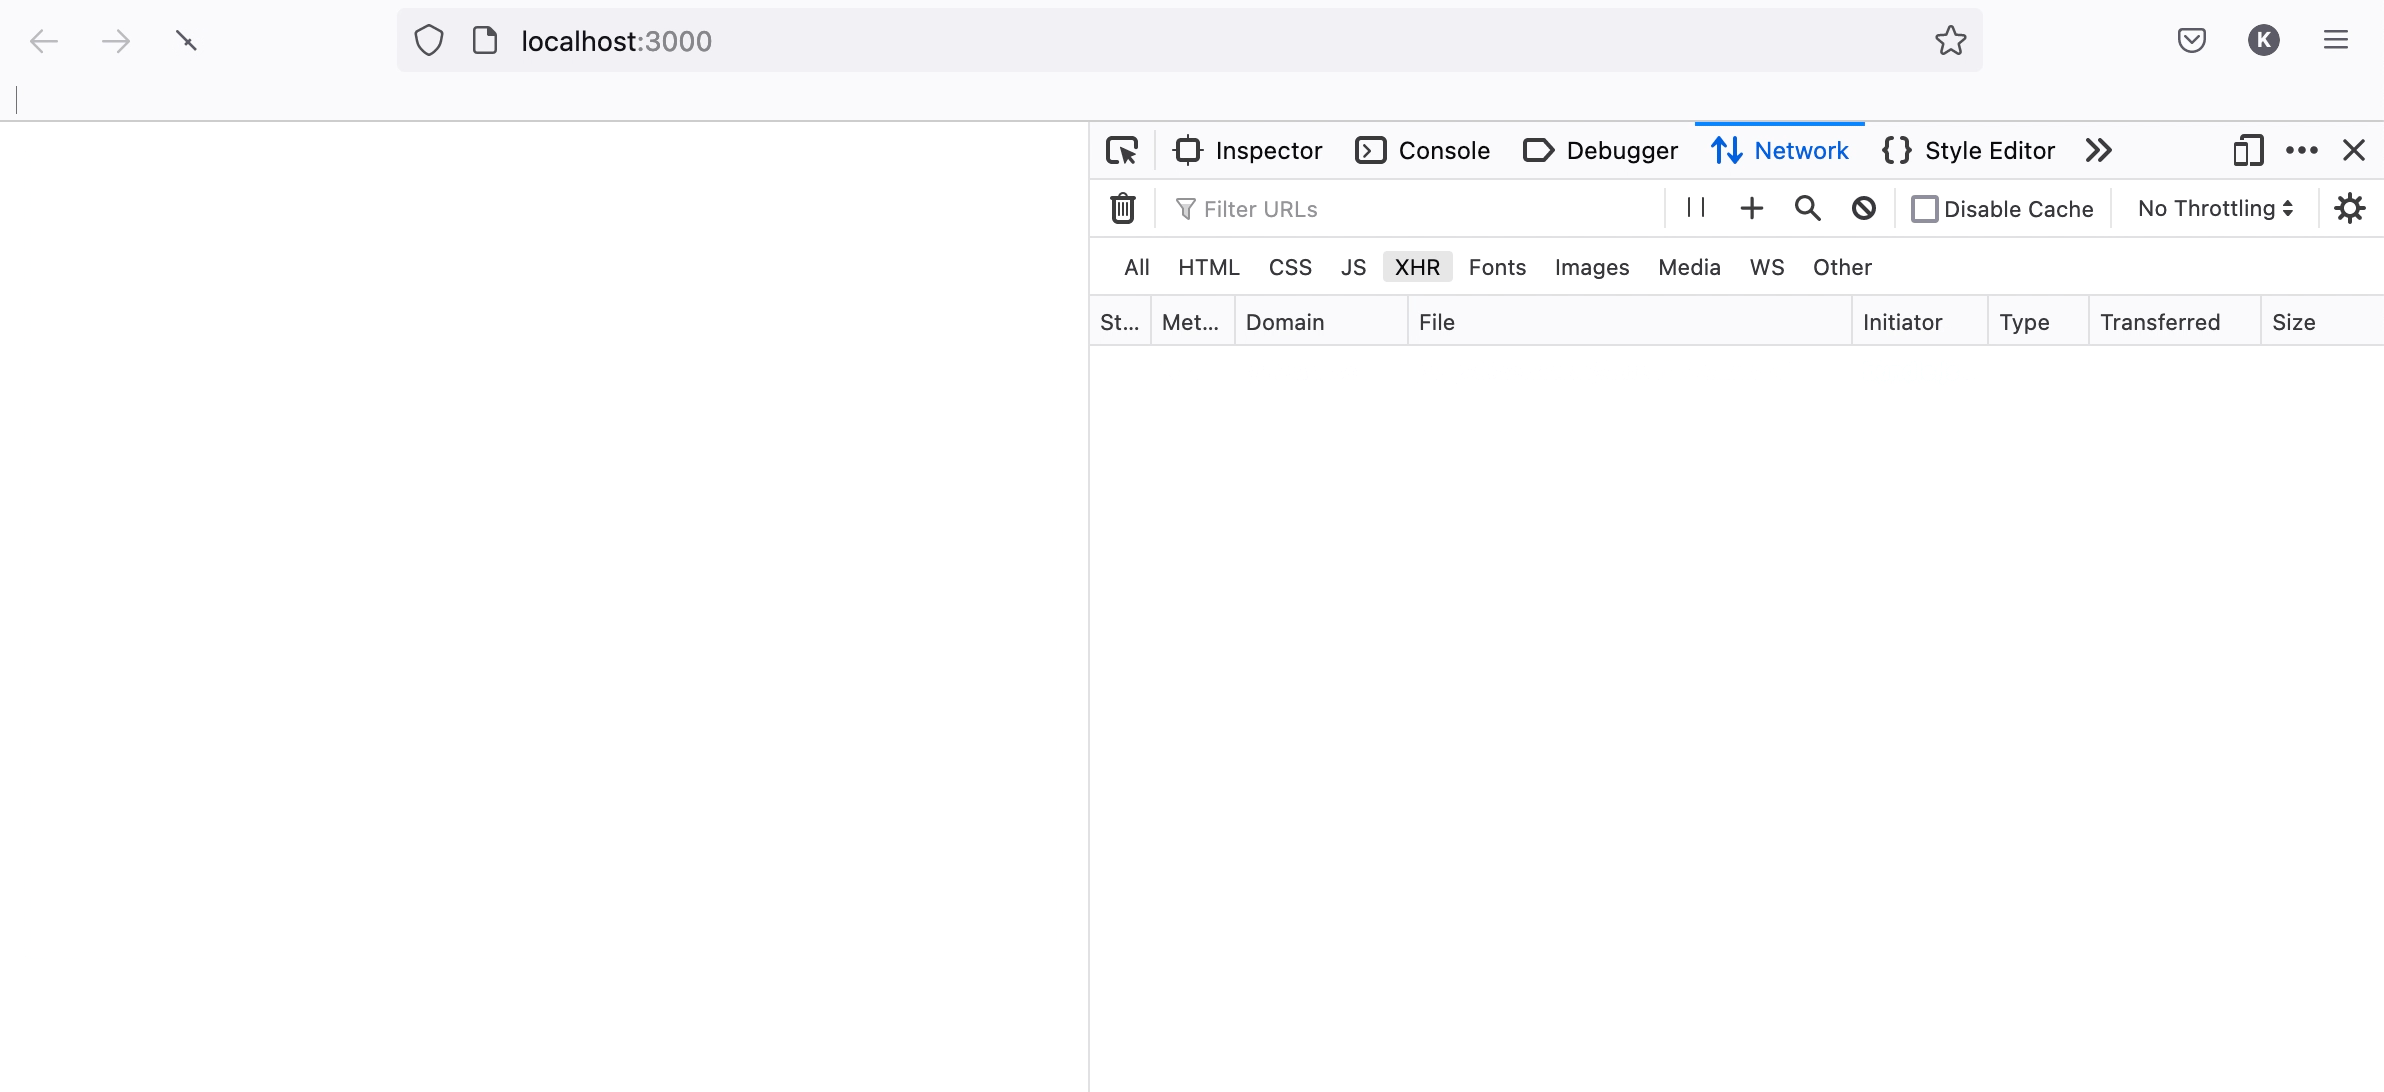 localhost:3000
K
Inspector Console Debugger Network Style Editor
Filter URLs Disable Cache No Throttling
All HTML CSS JS XHR Fonts Images Media WS Other
St... Met... Domain File Initiator Type Transferred Size